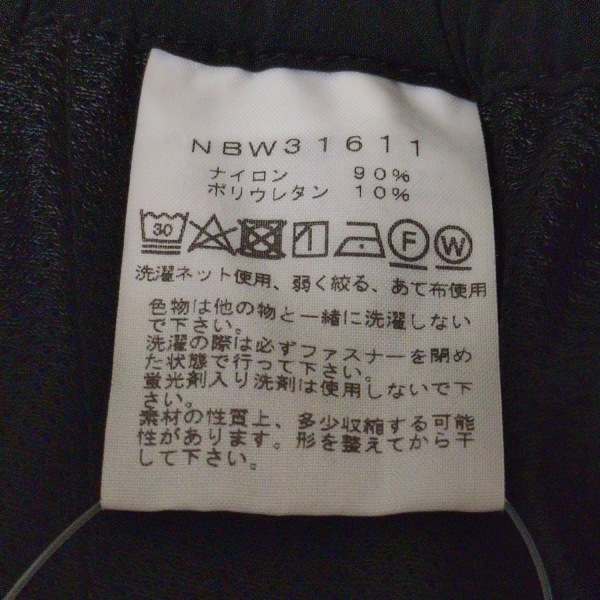 NBW31611
ナイロン 90%
ポリウレタン 10%
30 F W
洗濯ネット使用、弱く絞る、あて布使用
色物は他の物と一緒に洗濯しない
で下さい。
洗濯の際は必ずファスナーを閉め
た状態で行って下さい。
蛍光剤入り洗剤は使用しないで下
さい。
素材の性質上、多少収縮する可能
性があります。形を整えてから干
して下さい。